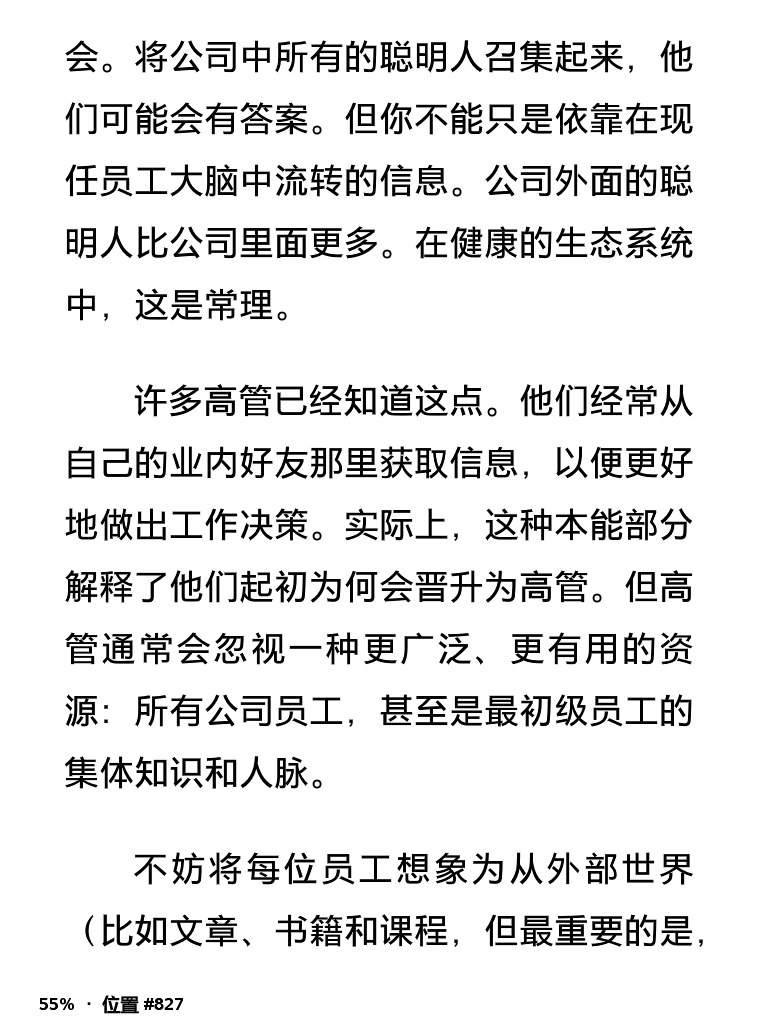 会。将公司中所有的聪明人召集起来，他
们可能会有答案。但你不能只是依靠在现
任员工大脑中流转的信息。公司外面的聪
明人比公司里面更多。在健康的生态系统
中，这是常理。
许多高管已经知道这点。他们经常从
自己的业内好友那里获取信息，以便更好
地做出工作决策。实际上，这种本能部分
解释了他们起初为何会晋升为高管。但高
管通常会忽视一种更广泛、更有用的资
源：所有公司员工，甚至是最初级员工的
集体知识和人脉。
不妨将每位员工想象为从外部世界
（比如文章、书籍和课程，但最重要的是，
55% · 位置 #827